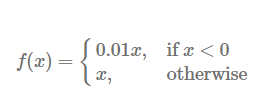 f(x) = { 0.01x, if x < 0
x, otherwise